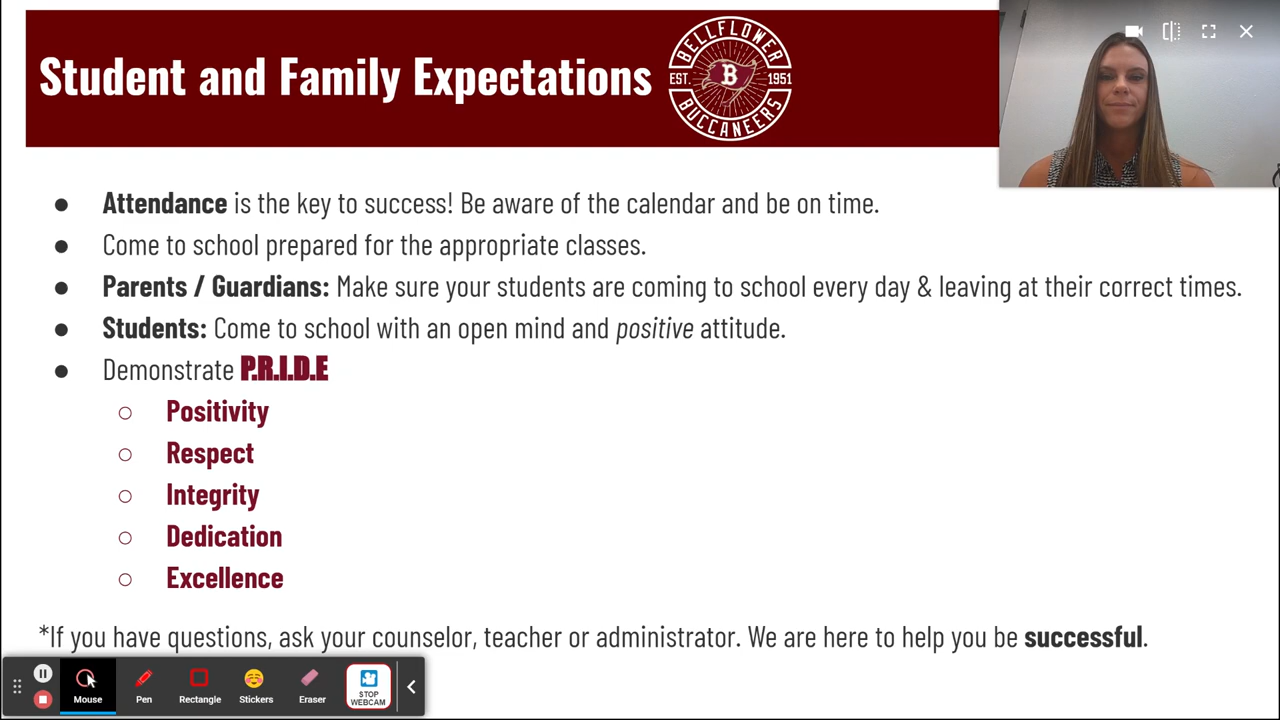 Student and Family Expectations
BELLFLOWER
EST. B 1951
BUCCANEERS
● Attendance is the key to success! Be aware of the calendar and be on time.
● Come to school prepared for the appropriate classes.
● Parents / Guardians: Make sure your students are coming to school every day & leaving at their correct times.
● Students: Come to school with an open mind and positive attitude.
● Demonstrate P.R.I.D.E
○ Positivity
○ Respect
○ Integrity
○ Dedication
○ Excellence
*If you have questions, ask your counselor, teacher or administrator. We are here to help you be successful.
Mouse Pen Rectangle Stickers Eraser STOP WEBCAM